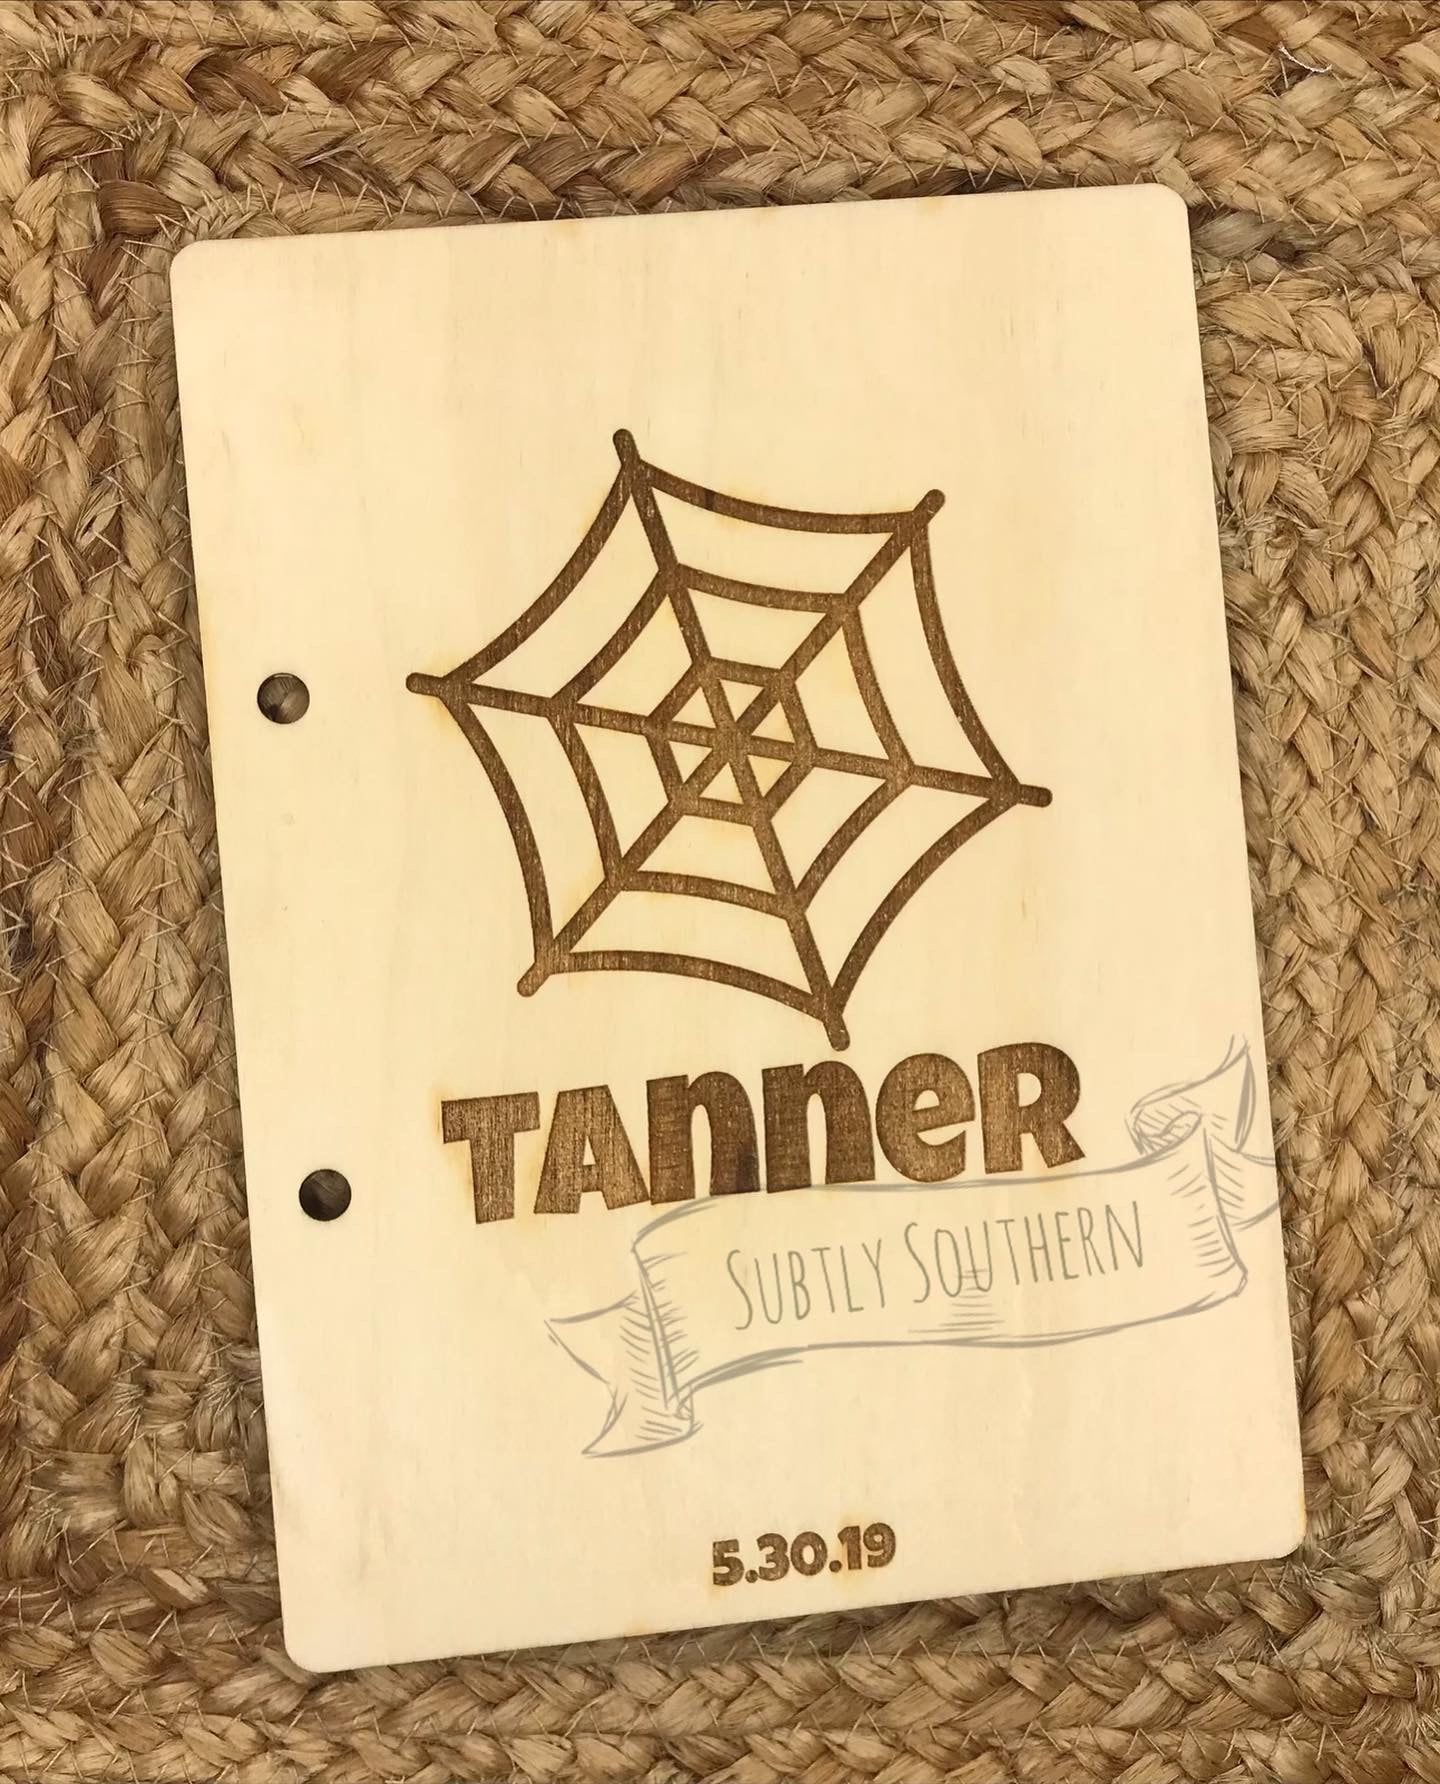 TAnneR
SUBTLY SOUTHERN
5.30.19